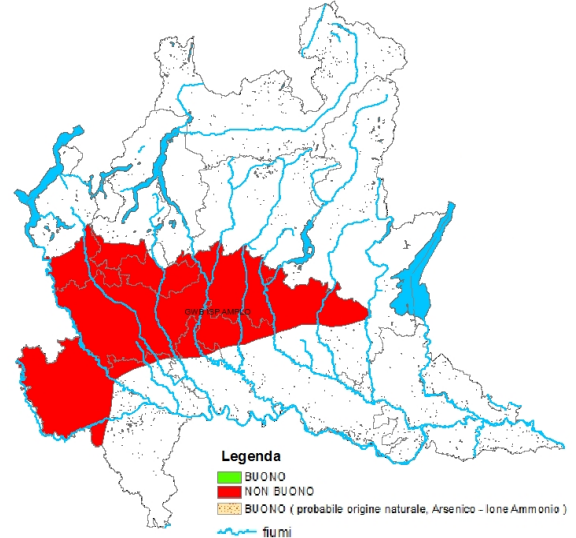 Legenda
BUONO
NON BUONO
BUONO ( probabile origine naturale, Arsenico - Ione Ammonio )
fiumi